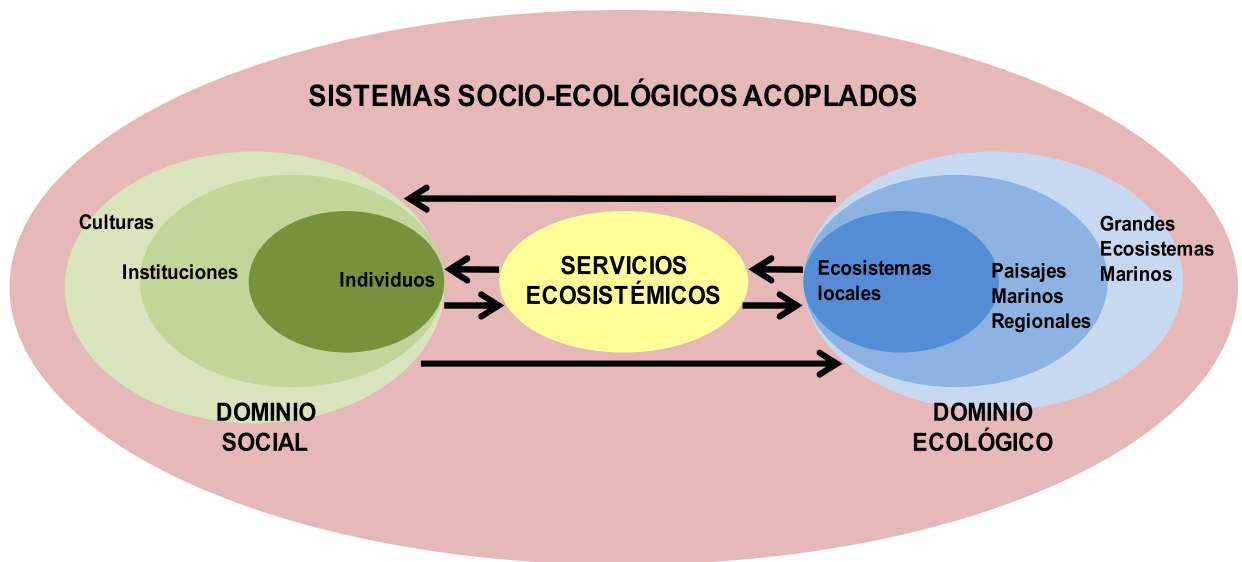 SISTEMAS SOCIO-ECOLÓGICOS ACOPLADOS
Culturas
Instituciones
Individuos
SERVICIOS
ECOSISTÉMICOS
Ecosistemas
locales
Paisajes
Marinos
Regionales
Grandes
Ecosistemas
Marinos
DOMINIO
SOCIAL
DOMINIO
ECOLÓGICO